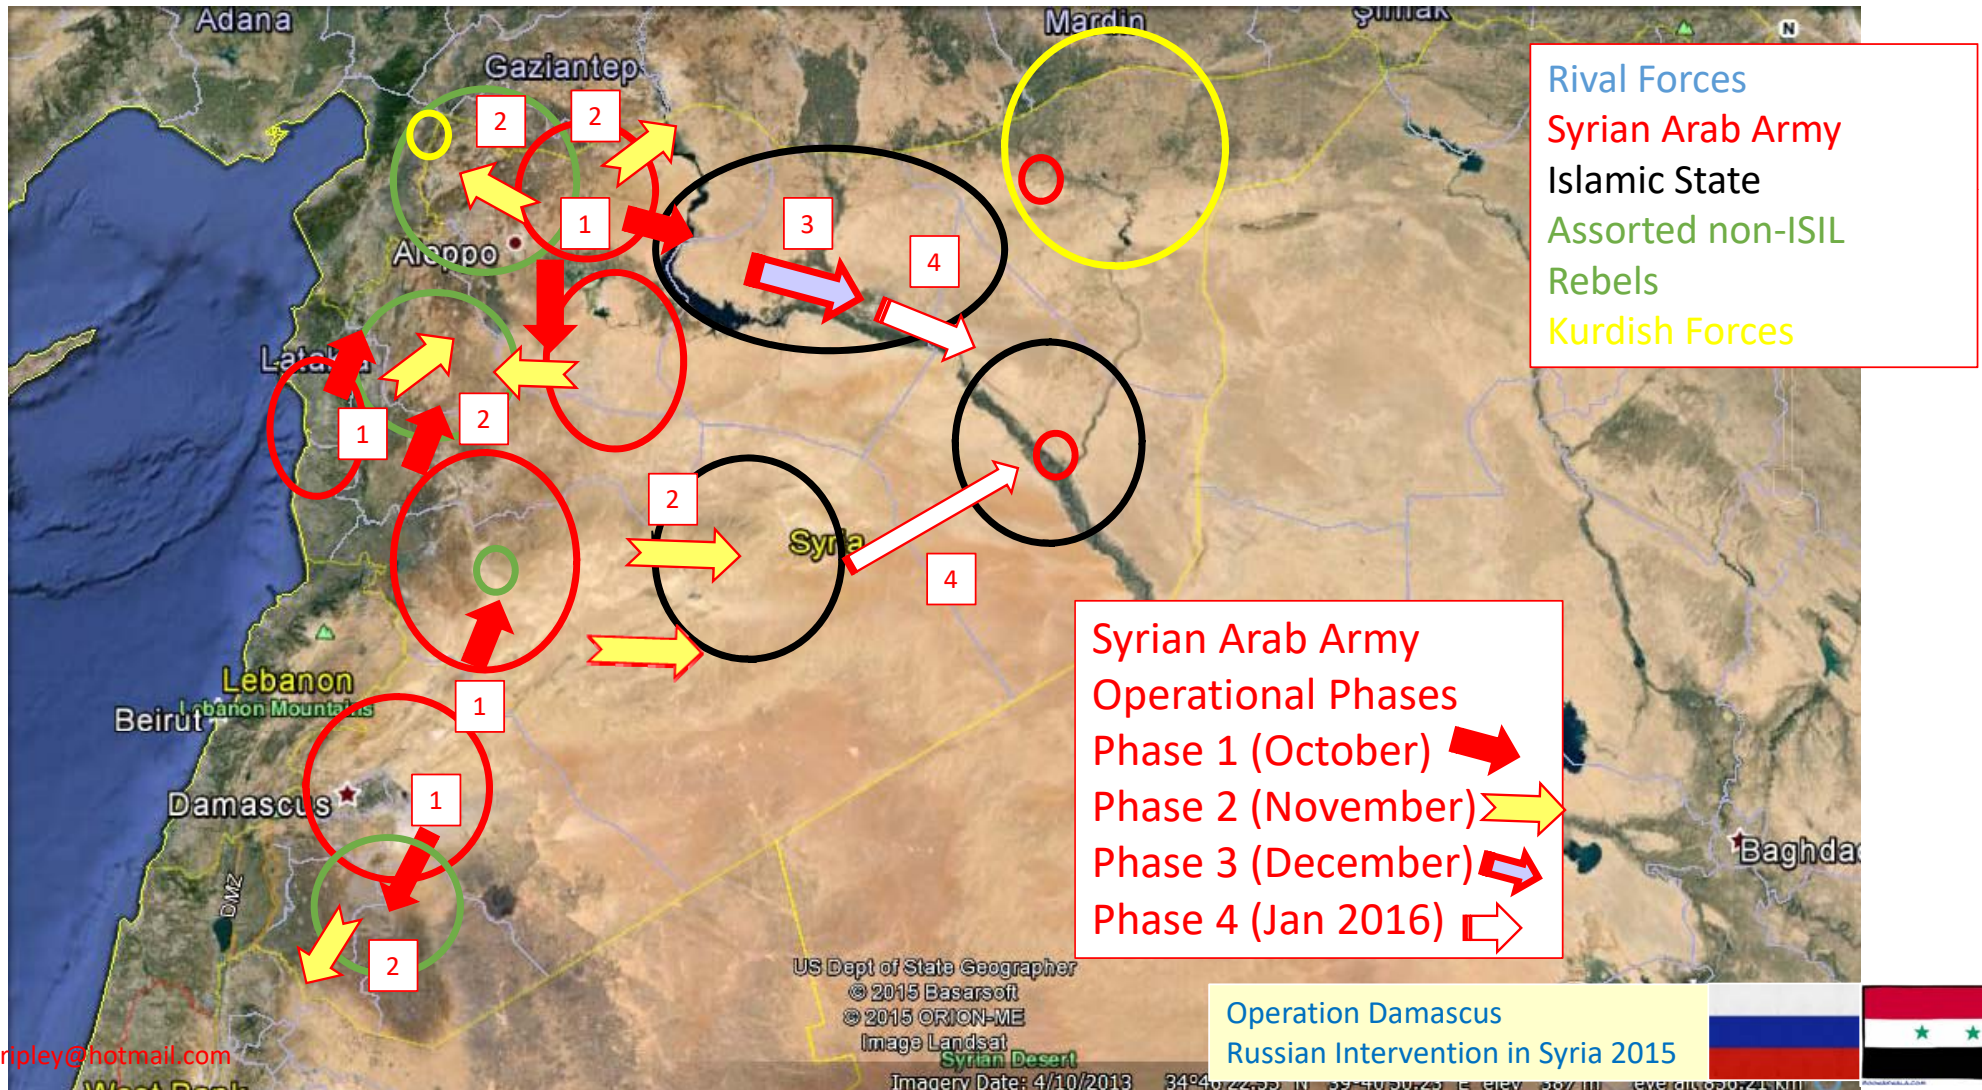 Adana
Mardin
Şırnak
N
Gaziantep
Rival Forces
Syrian Arab Army
Islamic State
Assorted non-ISIL
Rebels
Kurdish Forces
2
2
1
3
4
Aleppo
Latakia
1
2
2
Syria
4
Syrian Arab Army
Operational Phases
Phase 1 (October)
Phase 2 (November)
Phase 3 (December)
Phase 4 (Jan 2016)
Lebanon
Lebanon Mountains
Beirut
1
Damascus
1
Baghda
DMZ
2
US Dept of State Geographer
© 2015 Basarsoft
© 2015 ORION-ME
Image Landsat
Syrian Desert
Operation Damascus
Russian Intervention in Syria 2015
ripley@hotmail.com
West Bank
Imagery Date: 4/10/2013